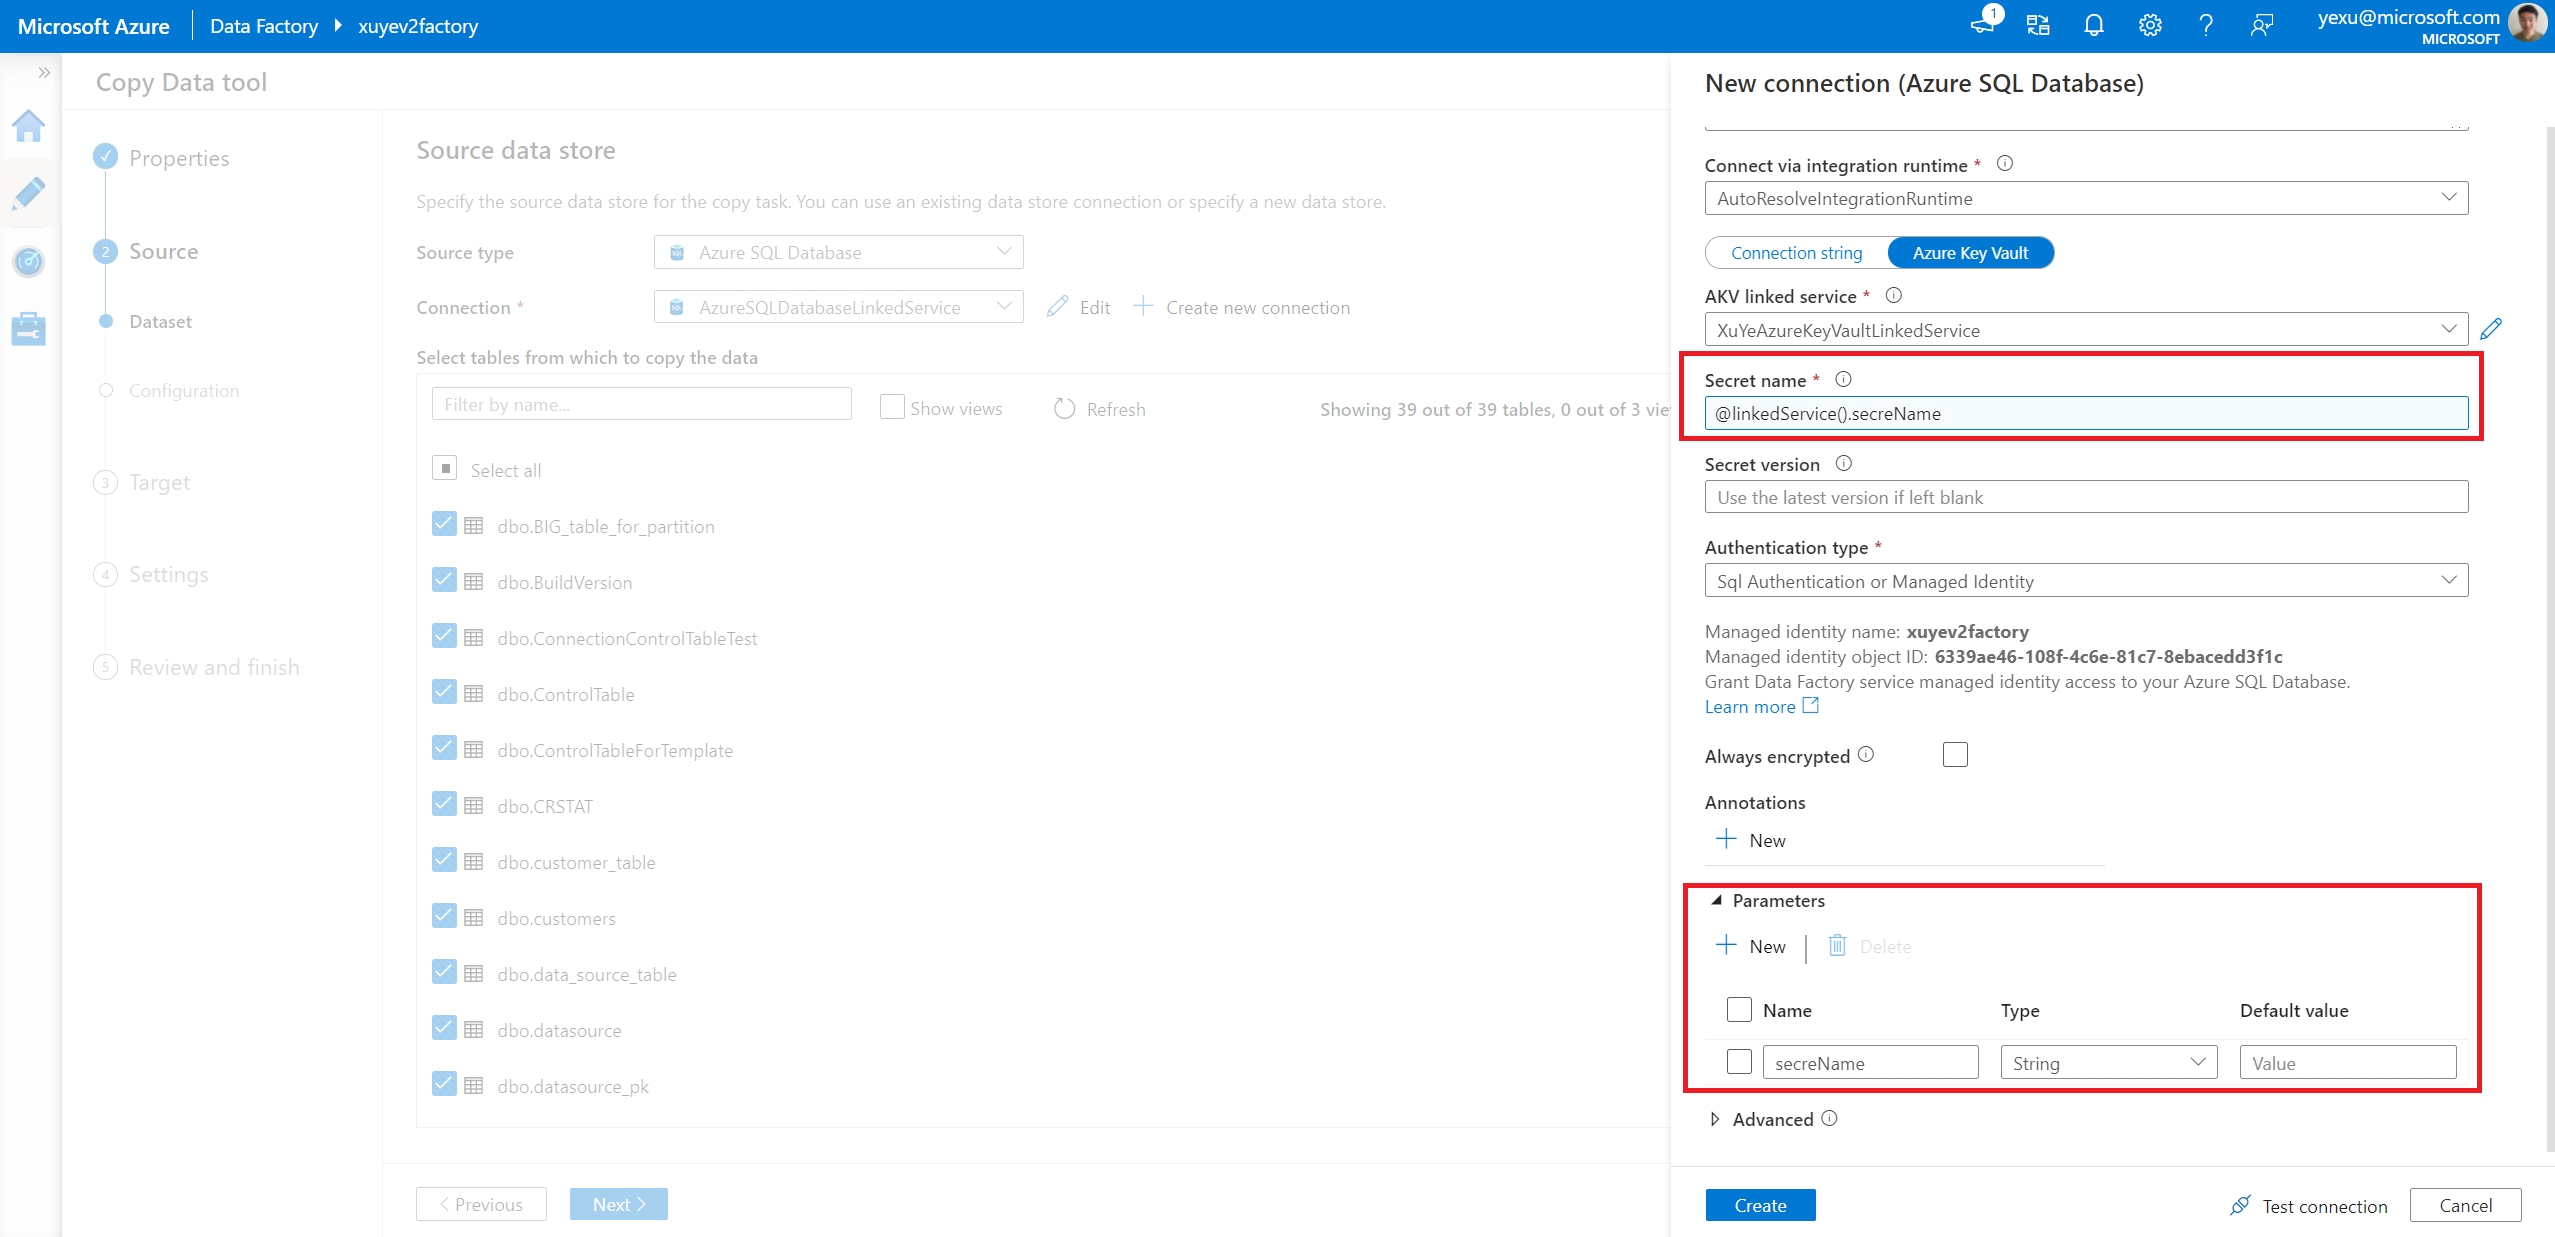 Microsoft Azure
Data Factory
xuyev2factory
1
yexu@microsoft.com
MICROSOFT
Copy Data tool
Properties
2
Source
Dataset
Configuration
3
Target
4
Settings
5
Review and finish
Source data store
Specify the source data store for the copy task. You can use an existing data store connection or specify a new data store.
Source type
SQL
Azure SQL Database
Connection *
SQL
AzureSQLDatabaseLinkedService
Edit
Create new connection
Select tables from which to copy the data
Filter by name...
Show views
Refresh
Showing 39 out of 39 tables, 0 out of 3 vie
Select all
dbo.BIG_table_for_partition
dbo.BuildVersion
dbo.ConnectionControlTableTest
dbo.ControlTable
dbo.ControlTableForTemplate
dbo.CRSTAT
dbo.customer_table
dbo.customers
dbo.data_source_table
dbo.datasource
dbo.datasource_pk
< Previous
Next >
New connection (Azure SQL Database)
Connect via integration runtime *
AutoResolveIntegrationRuntime
Connection string
Azure Key Vault
AKV linked service *
XuYeAzureKeyVaultLinkedService
Secret name *
@linkedService().secreName
Secret version
Use the latest version if left blank
Authentication type *
Sql Authentication or Managed Identity
Managed identity name: xuyev2factory
Managed identity object ID: 6339ae46-108f-4c6e-81c7-8ebacedd3f1c
Grant Data Factory service managed identity access to your Azure SQL Database.
Learn more
Always encrypted
Annotations
New
Parameters
New
Delete
Name
Type
Default value
secreName
String
Value
Advanced
Create
Test connection
Cancel